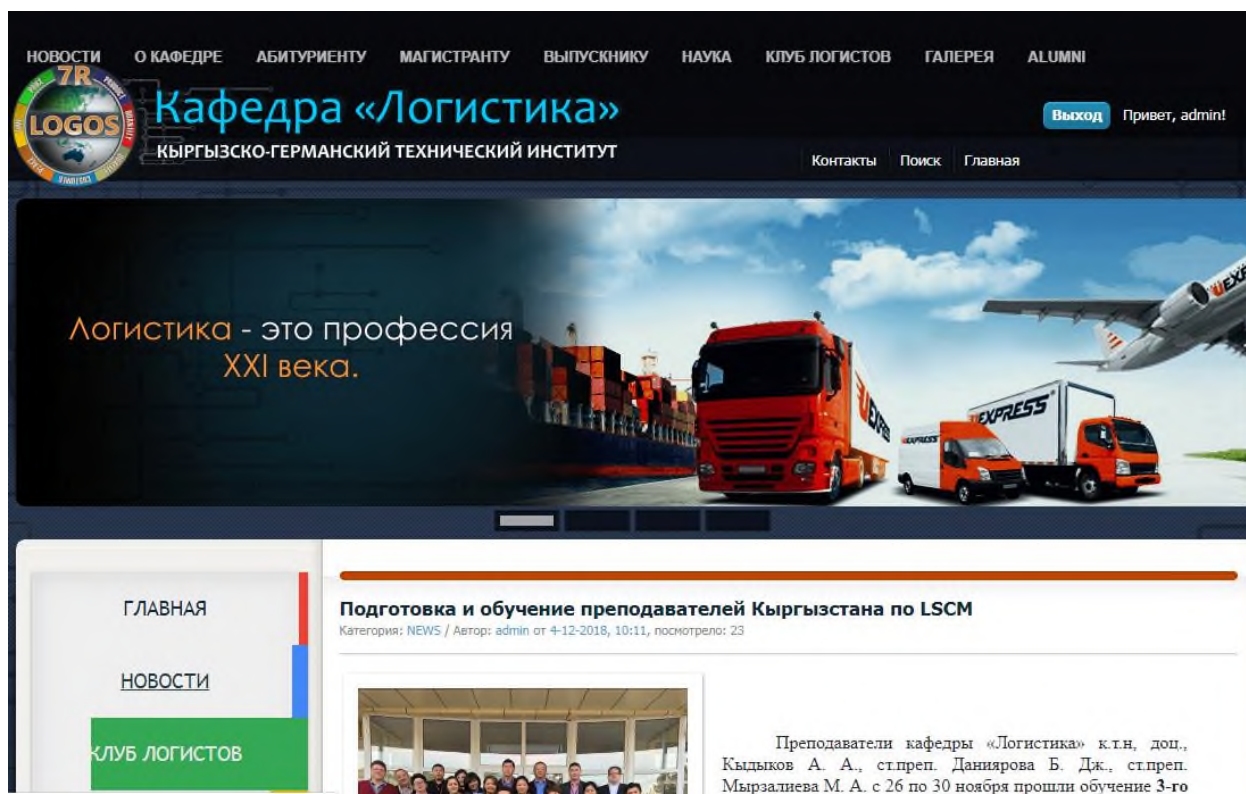 НОВОСТИ О КАФЕДРЕ АБИТУРИЕНТУ МАГИСТРАНТУ ВЫПУСКНИКУ НАУКА КЛУБ ЛОГИСТОВ ГАЛЕРЕЯ ALUMNI
7R
PRODUCT
LOGOS
CUSTOMER
Кафедра «Логистика»
КЫРГЫЗСКО-ГЕРМАНСКИЙ ТЕХНИЧЕСКИЙ ИНСТИТУТ
Выход Привет, admin!
Контакты Поиск Главная
Логистика - это профессия
XXI века.
UEXPRESS
ГЛАВНАЯ
НОВОСТИ
КЛУБ ЛОГИСТОВ
Подготовка и обучение преподавателей Кыргызстана по LSCM
Категория: NEWS / Автор: admin от 4-12-2018, 10:11, посмотрело: 23
Преподаватели кафедры «Логистика» к.т.н, доц.,
Кыдыков А. А., ст.преп. Даниярова Б. Дж., ст.преп.
Мырзалиева М. А. с 26 по 30 ноября прошли обучение 3-го